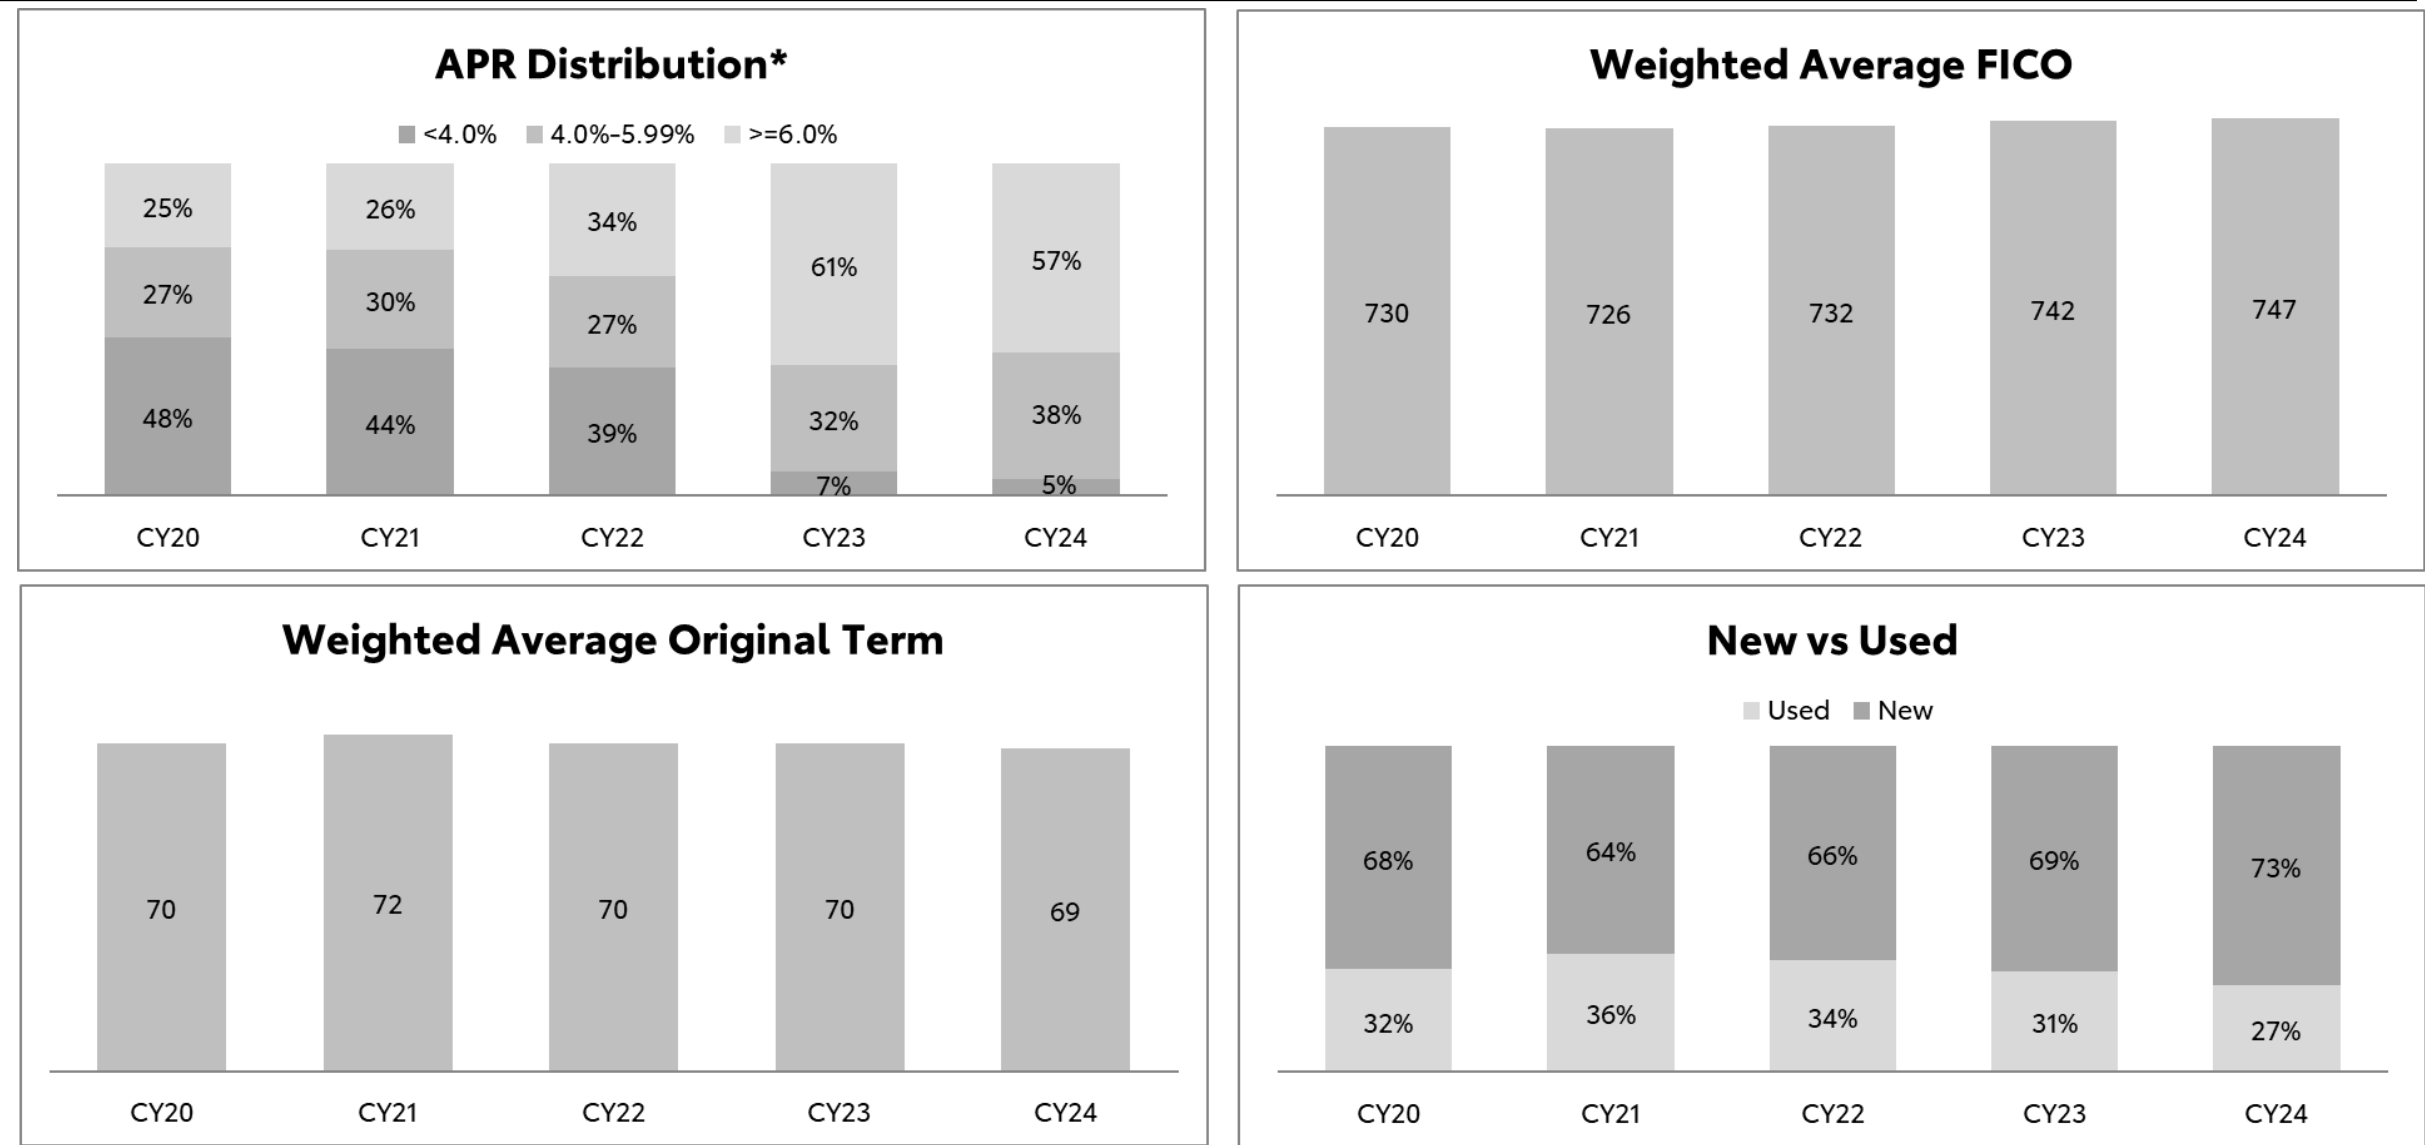 APR Distribution*
<4.0% 4.0%–5.99% >=6.0%
25% 26% 34% 61% 57%
27% 30% 27% 32% 38%
48% 44% 39% 7% 5%
CY20 CY21 CY22 CY23 CY24
Weighted Average FICO
730 726 732 742 747
CY20 CY21 CY22 CY23 CY24
Weighted Average Original Term
70 72 70 70 69
CY20 CY21 CY22 CY23 CY24
New vs Used
Used New
68% 64% 66% 69% 73%
32% 36% 34% 31% 27%
CY20 CY21 CY22 CY23 CY24